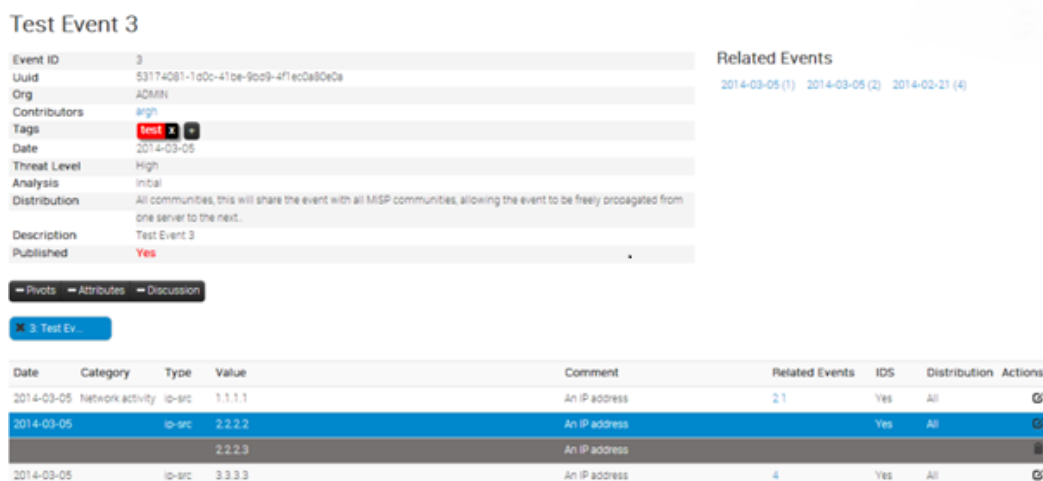 Test Event 3
Event ID 3
Uuid 53174081-1d0c-41be-9bd9-4f1ec0a80e0a
Org ADMIN
Contributors argh
Tags test x +
Date 2014-03-05
Threat Level High
Analysis Initial
Distribution All communities, this will share the event with all MISP communities, allowing the event to be freely propagated from
one server to the next.
Description Test Event 3
Published Yes
Related Events
2014-03-05 (1) 2014-03-05 (2) 2014-02-21 (4)
Pivots Attributes Discussion
3: Test Ev...
Date Category Type Value Comment Related Events IDS Distribution Actions
2014-03-05 Network activity ip-src 1.1.1.1 An IP address 2 1 Yes All
2014-03-05 ip-src 2.2.2.2 An IP address Yes All
2.2.2.3 An IP address
2014-03-05 ip-src 3.3.3.3 An IP address 4 Yes All